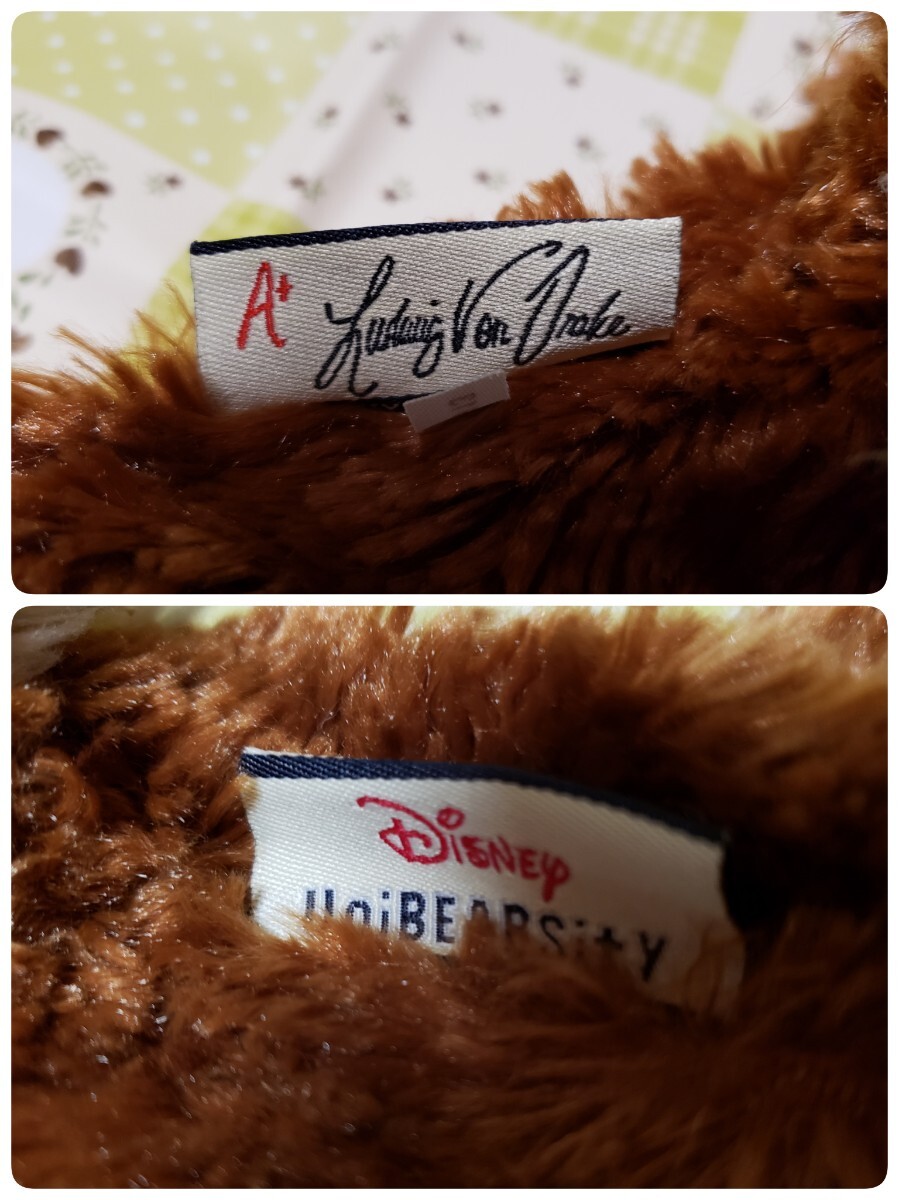 A+ Ludwig Von Drake
Disney
UniBEARSity